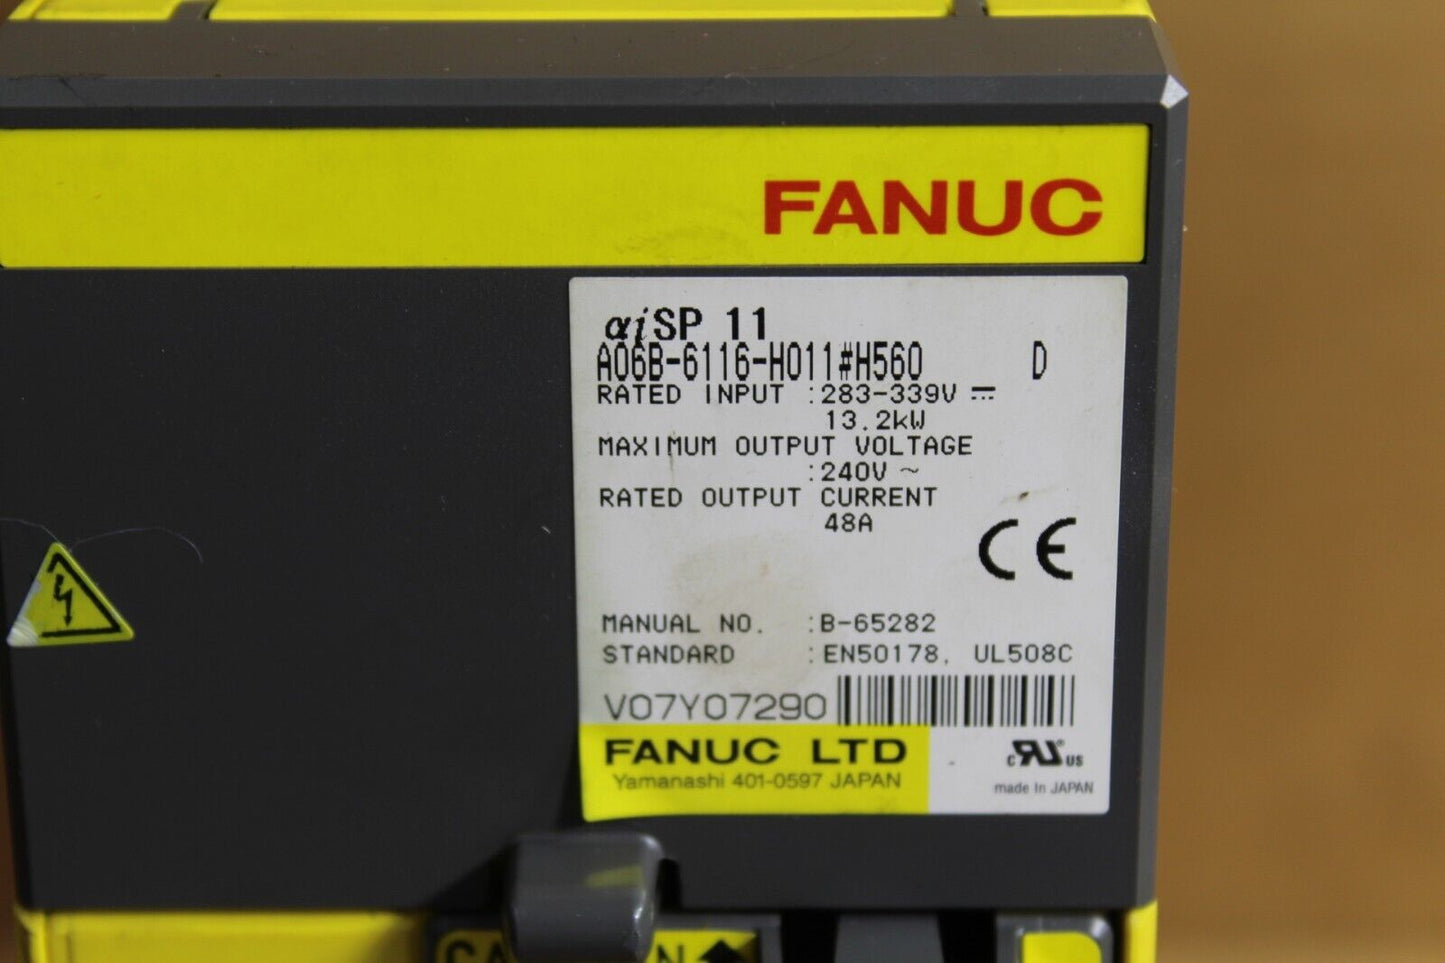 FANUC
αiSP 11
A06B-6116-H011#H560 D
RATED INPUT :283-339V
13.2kW
MAXIMUM OUTPUT VOLTAGE
:240V ~
RATED OUTPUT CURRENT
48A
CE
MANUAL NO. :B-65282
STANDARD :EN50178, UL508C
V07Y07290
FANUC LTD
Yamanashi 401-0597 JAPAN
c RU US
made In JAPAN